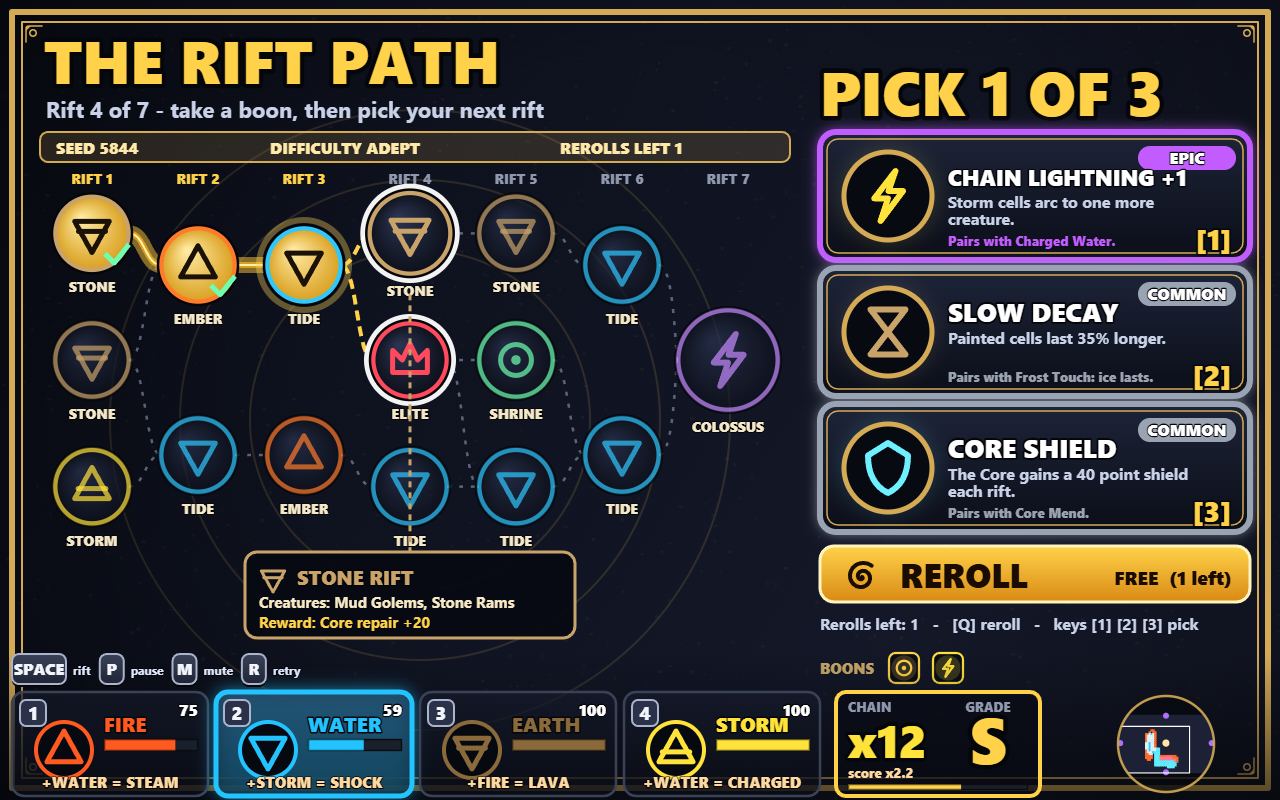 THE RIFT PATH
Rift 4 of 7 - take a boon, then pick your next rift
SEED 5844 DIFFICULTY ADEPT REROLLS LEFT 1
RIFT 1 RIFT 2 RIFT 3 RIFT 4 RIFT 5 RIFT 6 RIFT 7
STONE
EMBER
TIDE
STONE
STONE
TIDE
STONE
ELITE
SHRINE
COLOSSUS
STORM
TIDE
EMBER
TIDE
TIDE
TIDE
STONE RIFT
Creatures: Mud Golems, Stone Rams
Reward: Core repair +20
PICK 1 OF 3
EPIC
CHAIN LIGHTNING +1
Storm cells arc to one more
creature.
Pairs with Charged Water.
[1]
COMMON
SLOW DECAY
Painted cells last 35% longer.
Pairs with Frost Touch: ice lasts.
[2]
COMMON
CORE SHIELD
The Core gains a 40 point shield
each rift.
Pairs with Core Mend.
[3]
REROLL FREE (1 left)
Rerolls left: 1 - [Q] reroll - keys [1] [2] [3] pick
BOONS
SPACE rift P pause M mute R retry
1 FIRE 75
+WATER = STEAM
2 WATER 59
+STORM = SHOCK
3 EARTH 100
+FIRE = LAVA
4 STORM 100
+WATER = CHARGED
CHAIN GRADE
x12 S
score x2.2